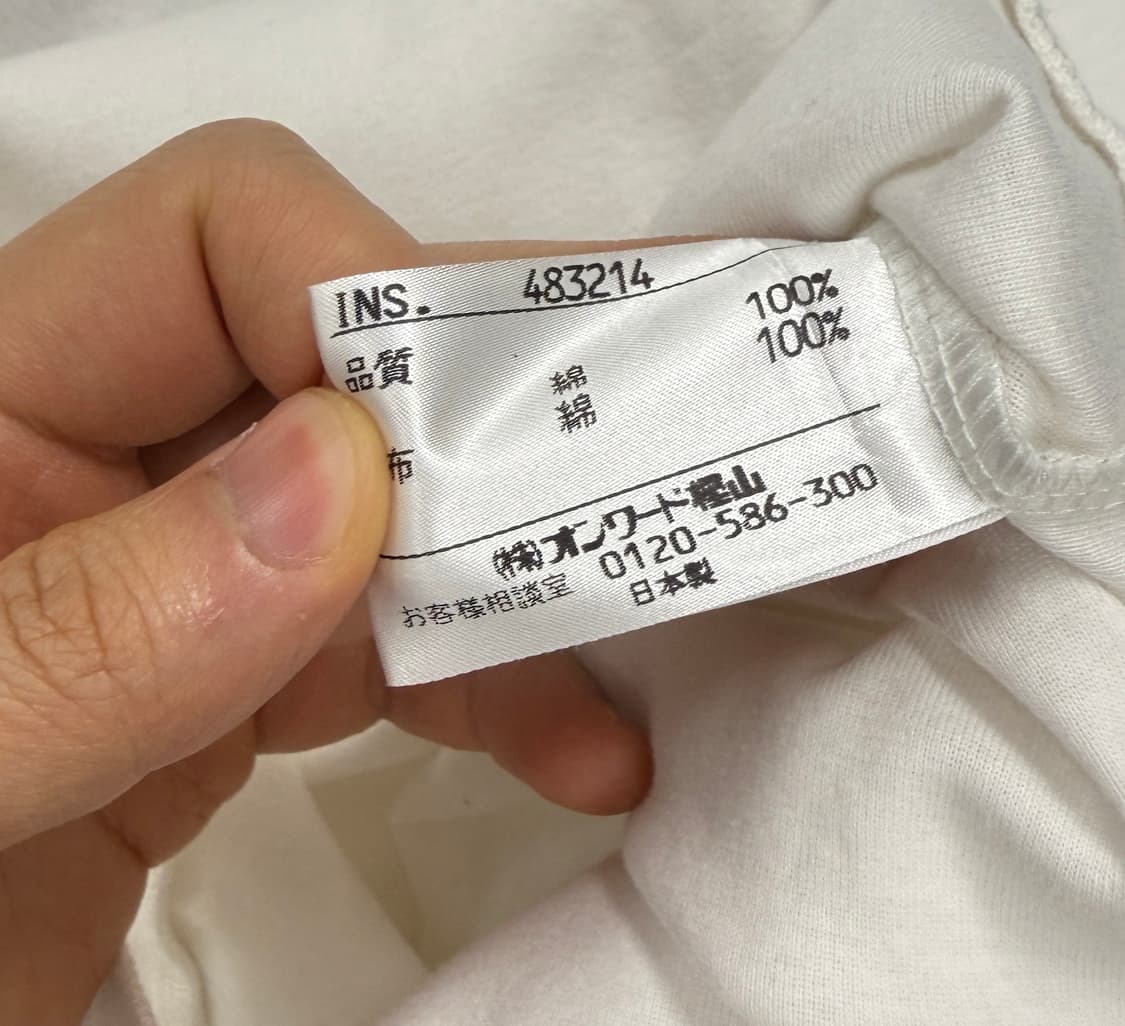 INS. 483214
品質
綿 100%
綿 100%
布
(株)オンワード樫山
お客様相談室 0120-586-300
日本製